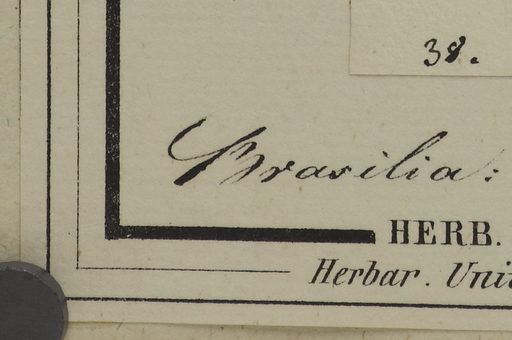 38.
Brasilia:
HERB.
Herbar. Uni